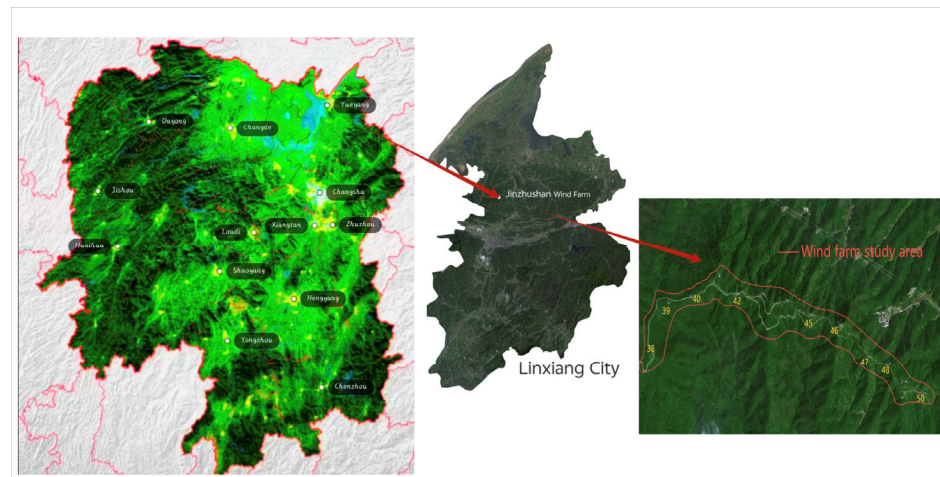 Yueyang
Dayong
Changde
Jishou
Changsha
Xiangtan
Zhuzhou
Loudi
Huaihua
Shaoyang
Hengyang
Yongzhou
Chenzhou
Jinzhushan Wind Farm
Linxiang City
Wind farm study area
38
39
40
42
45
46
47
48
50